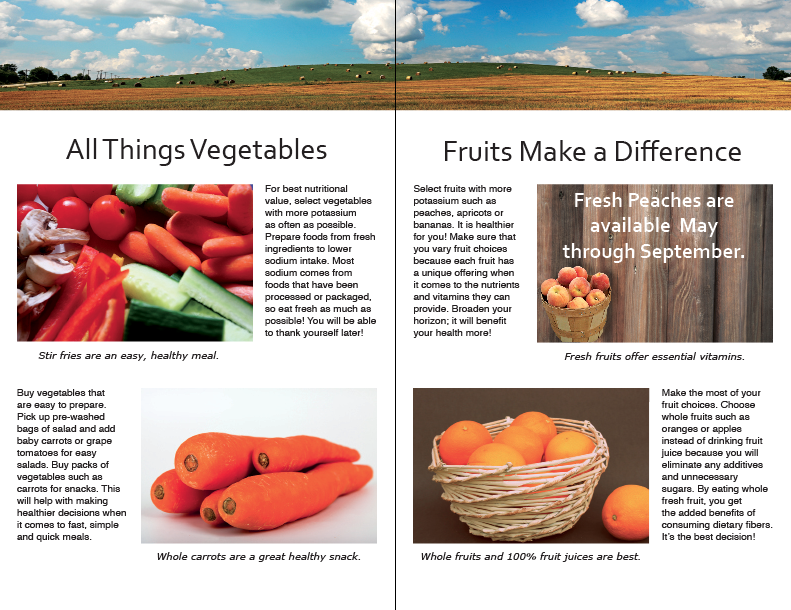 All Things Vegetables
For best nutritional
value, select vegetables
with more potassium
as often as possible.
Prepare foods from fresh
ingredients to lower
sodium intake. Most
sodium comes from
foods that have been
processed or packaged,
so eat fresh as much as
possible! You will be able
to thank yourself later!
Stir fries are an easy, healthy meal.
Buy vegetables that
are easy to prepare.
Pick up pre-washed
bags of salad and add
baby carrots or grape
tomatoes for easy
salads. Buy packs of
vegetables such as
carrots for snacks. This
will help with making
healthier decisions when
it comes to fast, simple
and quick meals.
Whole carrots are a great healthy snack.
Fruits Make a Difference
Select fruits with more
potassium such as
peaches, apricots or
bananas. It is healthier
for you! Make sure that
you vary fruit choices
because each fruit has
a unique offering when
it comes to the nutrients
and vitamins they can
provide. Broaden your
horizon; it will benefit
your health more!
Fresh Peaches are
available May
through September.
Fresh fruits offer essential vitamins.
Whole fruits and 100% fruit juices are best.
Make the most of your
fruit choices. Choose
whole fruits such as
oranges or apples
instead of drinking fruit
juice because you will
eliminate any additives
and unnecessary
sugars. By eating whole
fresh fruit, you get
the added benefits of
consuming dietary fibers.
It's the best decision!